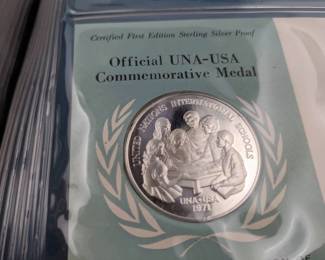 Certified First Edition Sterling Silver Proof
Official UNA-USA
Commemorative Medal
UNITED NATIONS INTERNATIONAL SCHOOLS
UNA-USA
1971